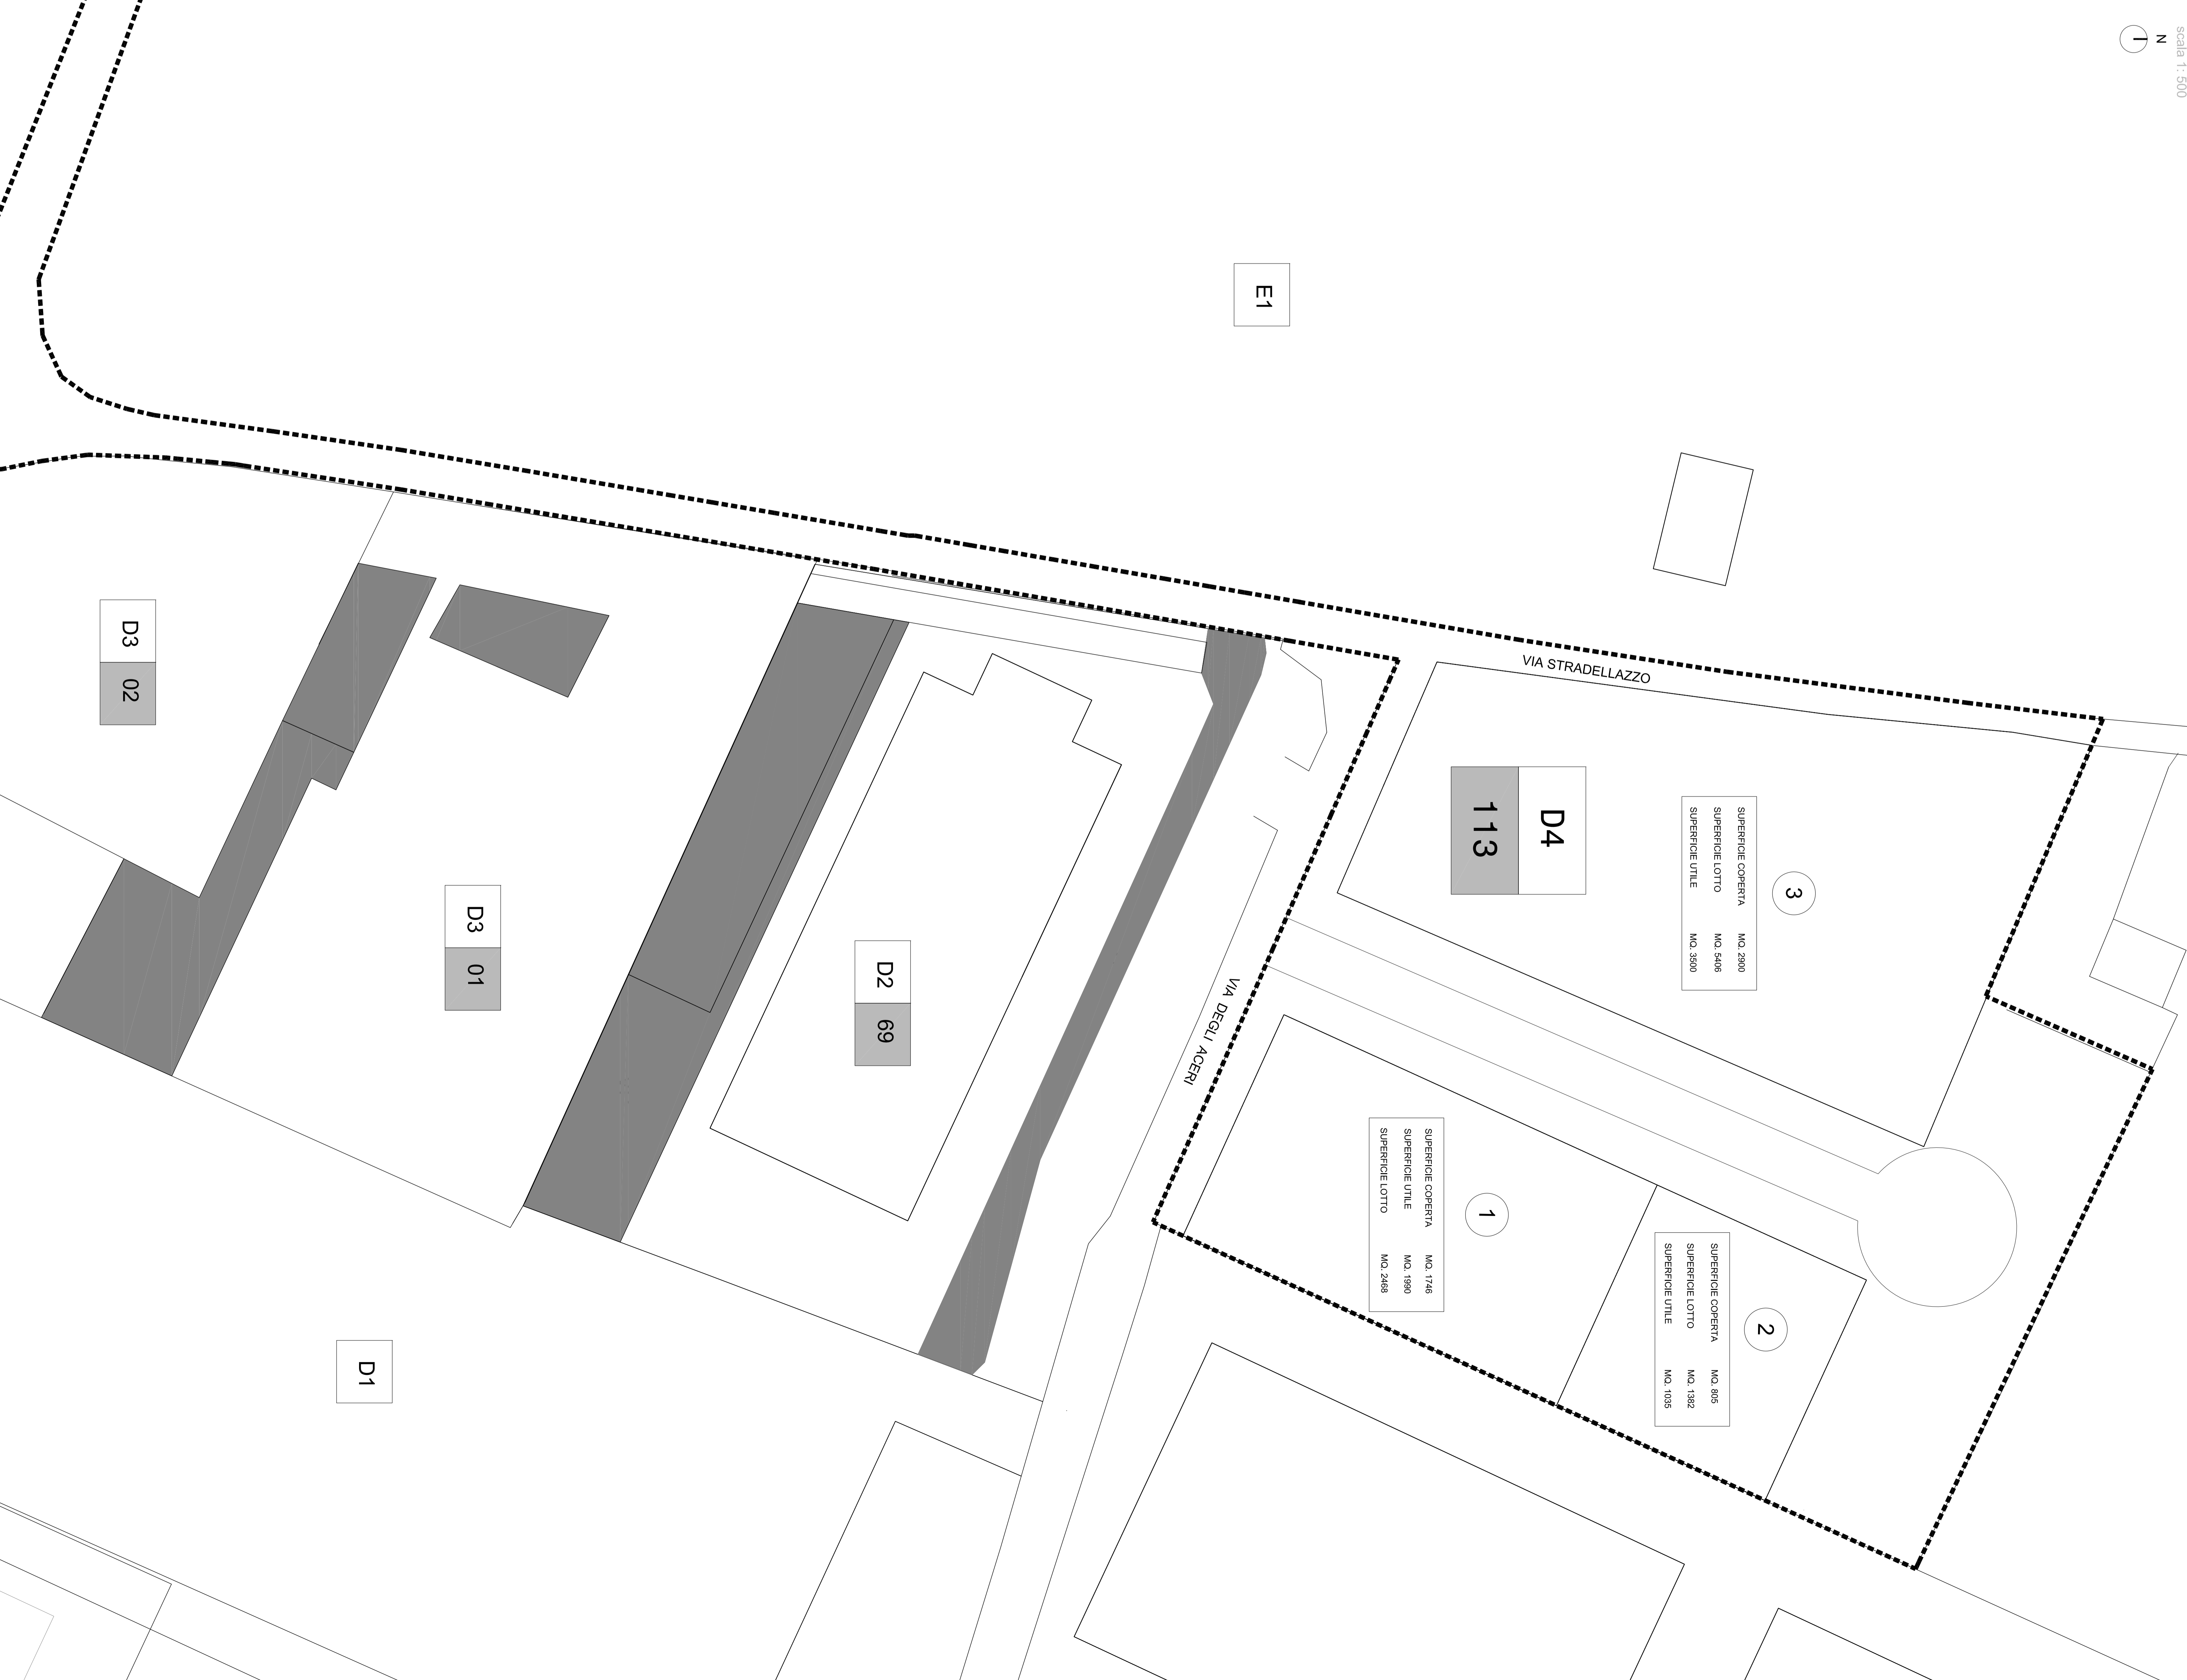 scala 1: 500
N
E1
VIA STRADELLAZZO
3
SUPERFICIE COPERTA MQ. 2900
SUPERFICIE LOTTO MQ. 5406
SUPERFICIE UTILE MQ. 3500
D4
113
VIA DEGLI ACERI
D2
69
D3
01
D3
02
1
SUPERFICIE COPERTA MQ. 1746
SUPERFICIE UTILE MQ. 1990
SUPERFICIE LOTTO MQ. 2468
2
SUPERFICIE COPERTA MQ. 805
SUPERFICIE LOTTO MQ. 1382
SUPERFICIE UTILE MQ. 1035
D1